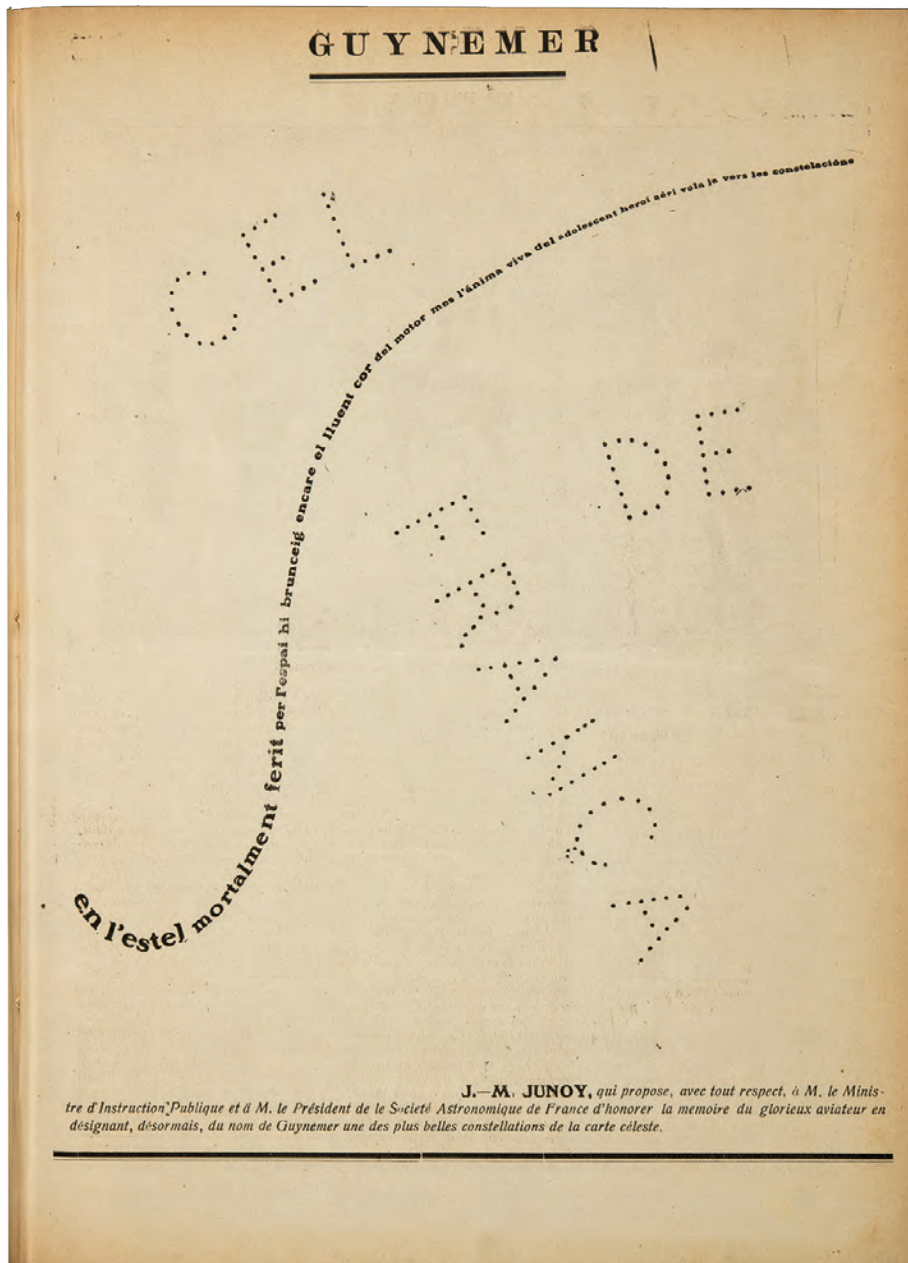 GUYNEMER
CEL
DE
FRANÇA
en l'estel mortalment ferit per l'espai hi brunceig encare el lluent cor del motor mes l'ánima viva del adolescent heroi aéri vola ja vers les constelacións
J.—M. JUNOY, qui propose, avec tout respect, à M. le Minis-
tre d'Instruction Publique et à M. le Président de le Societé Astronomique de France d'honorer la memoire du glorieux aviateur en
désignant, désormais, du nom de Guynemer une des plus belles constellations de la carte céleste.